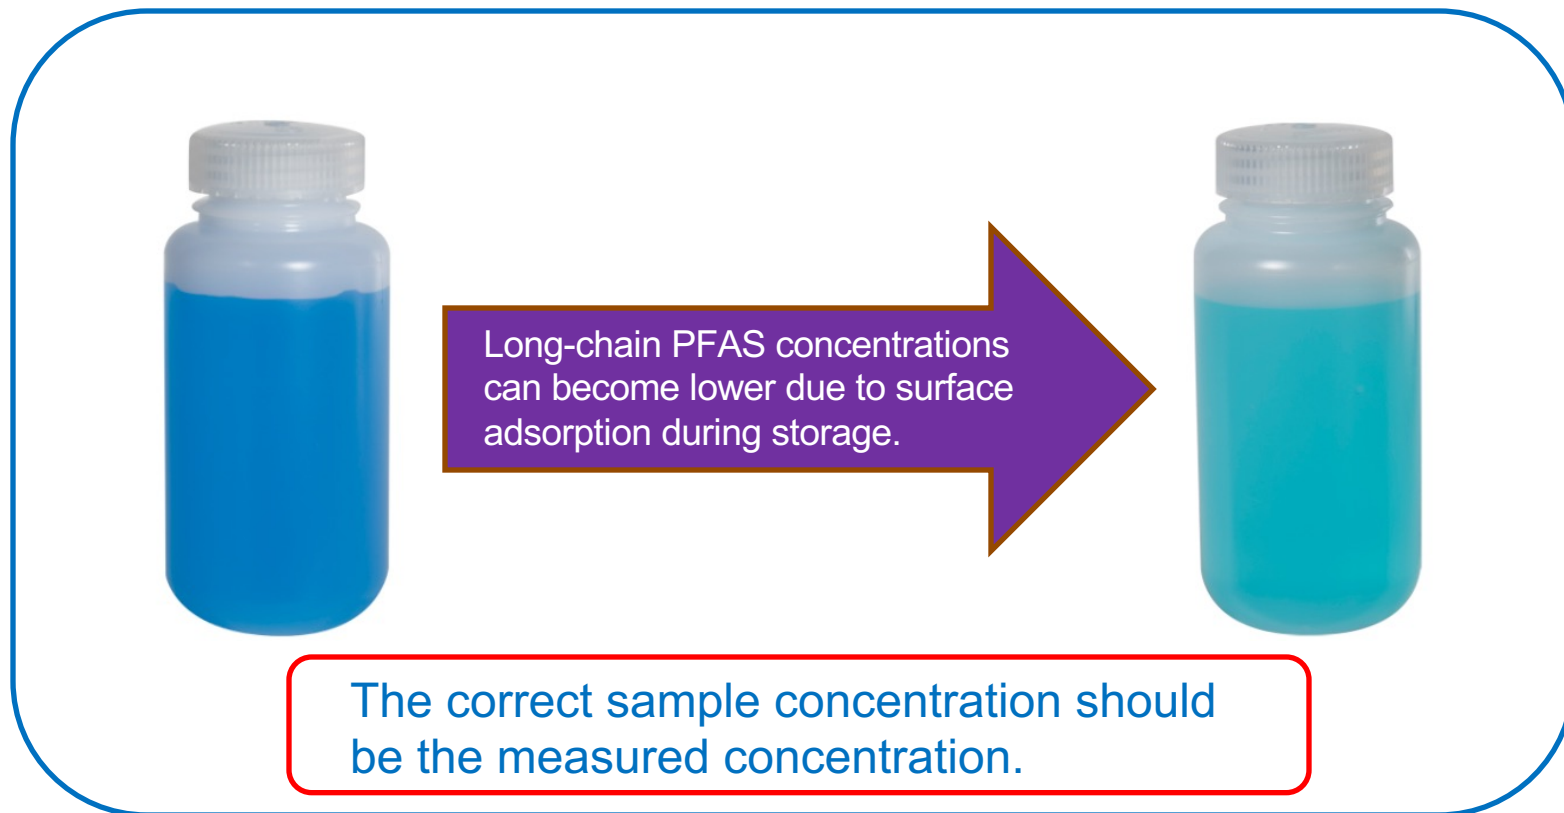 Long-chain PFAS concentrations
can become lower due to surface
adsorption during storage.
The correct sample concentration should
be the measured concentration.